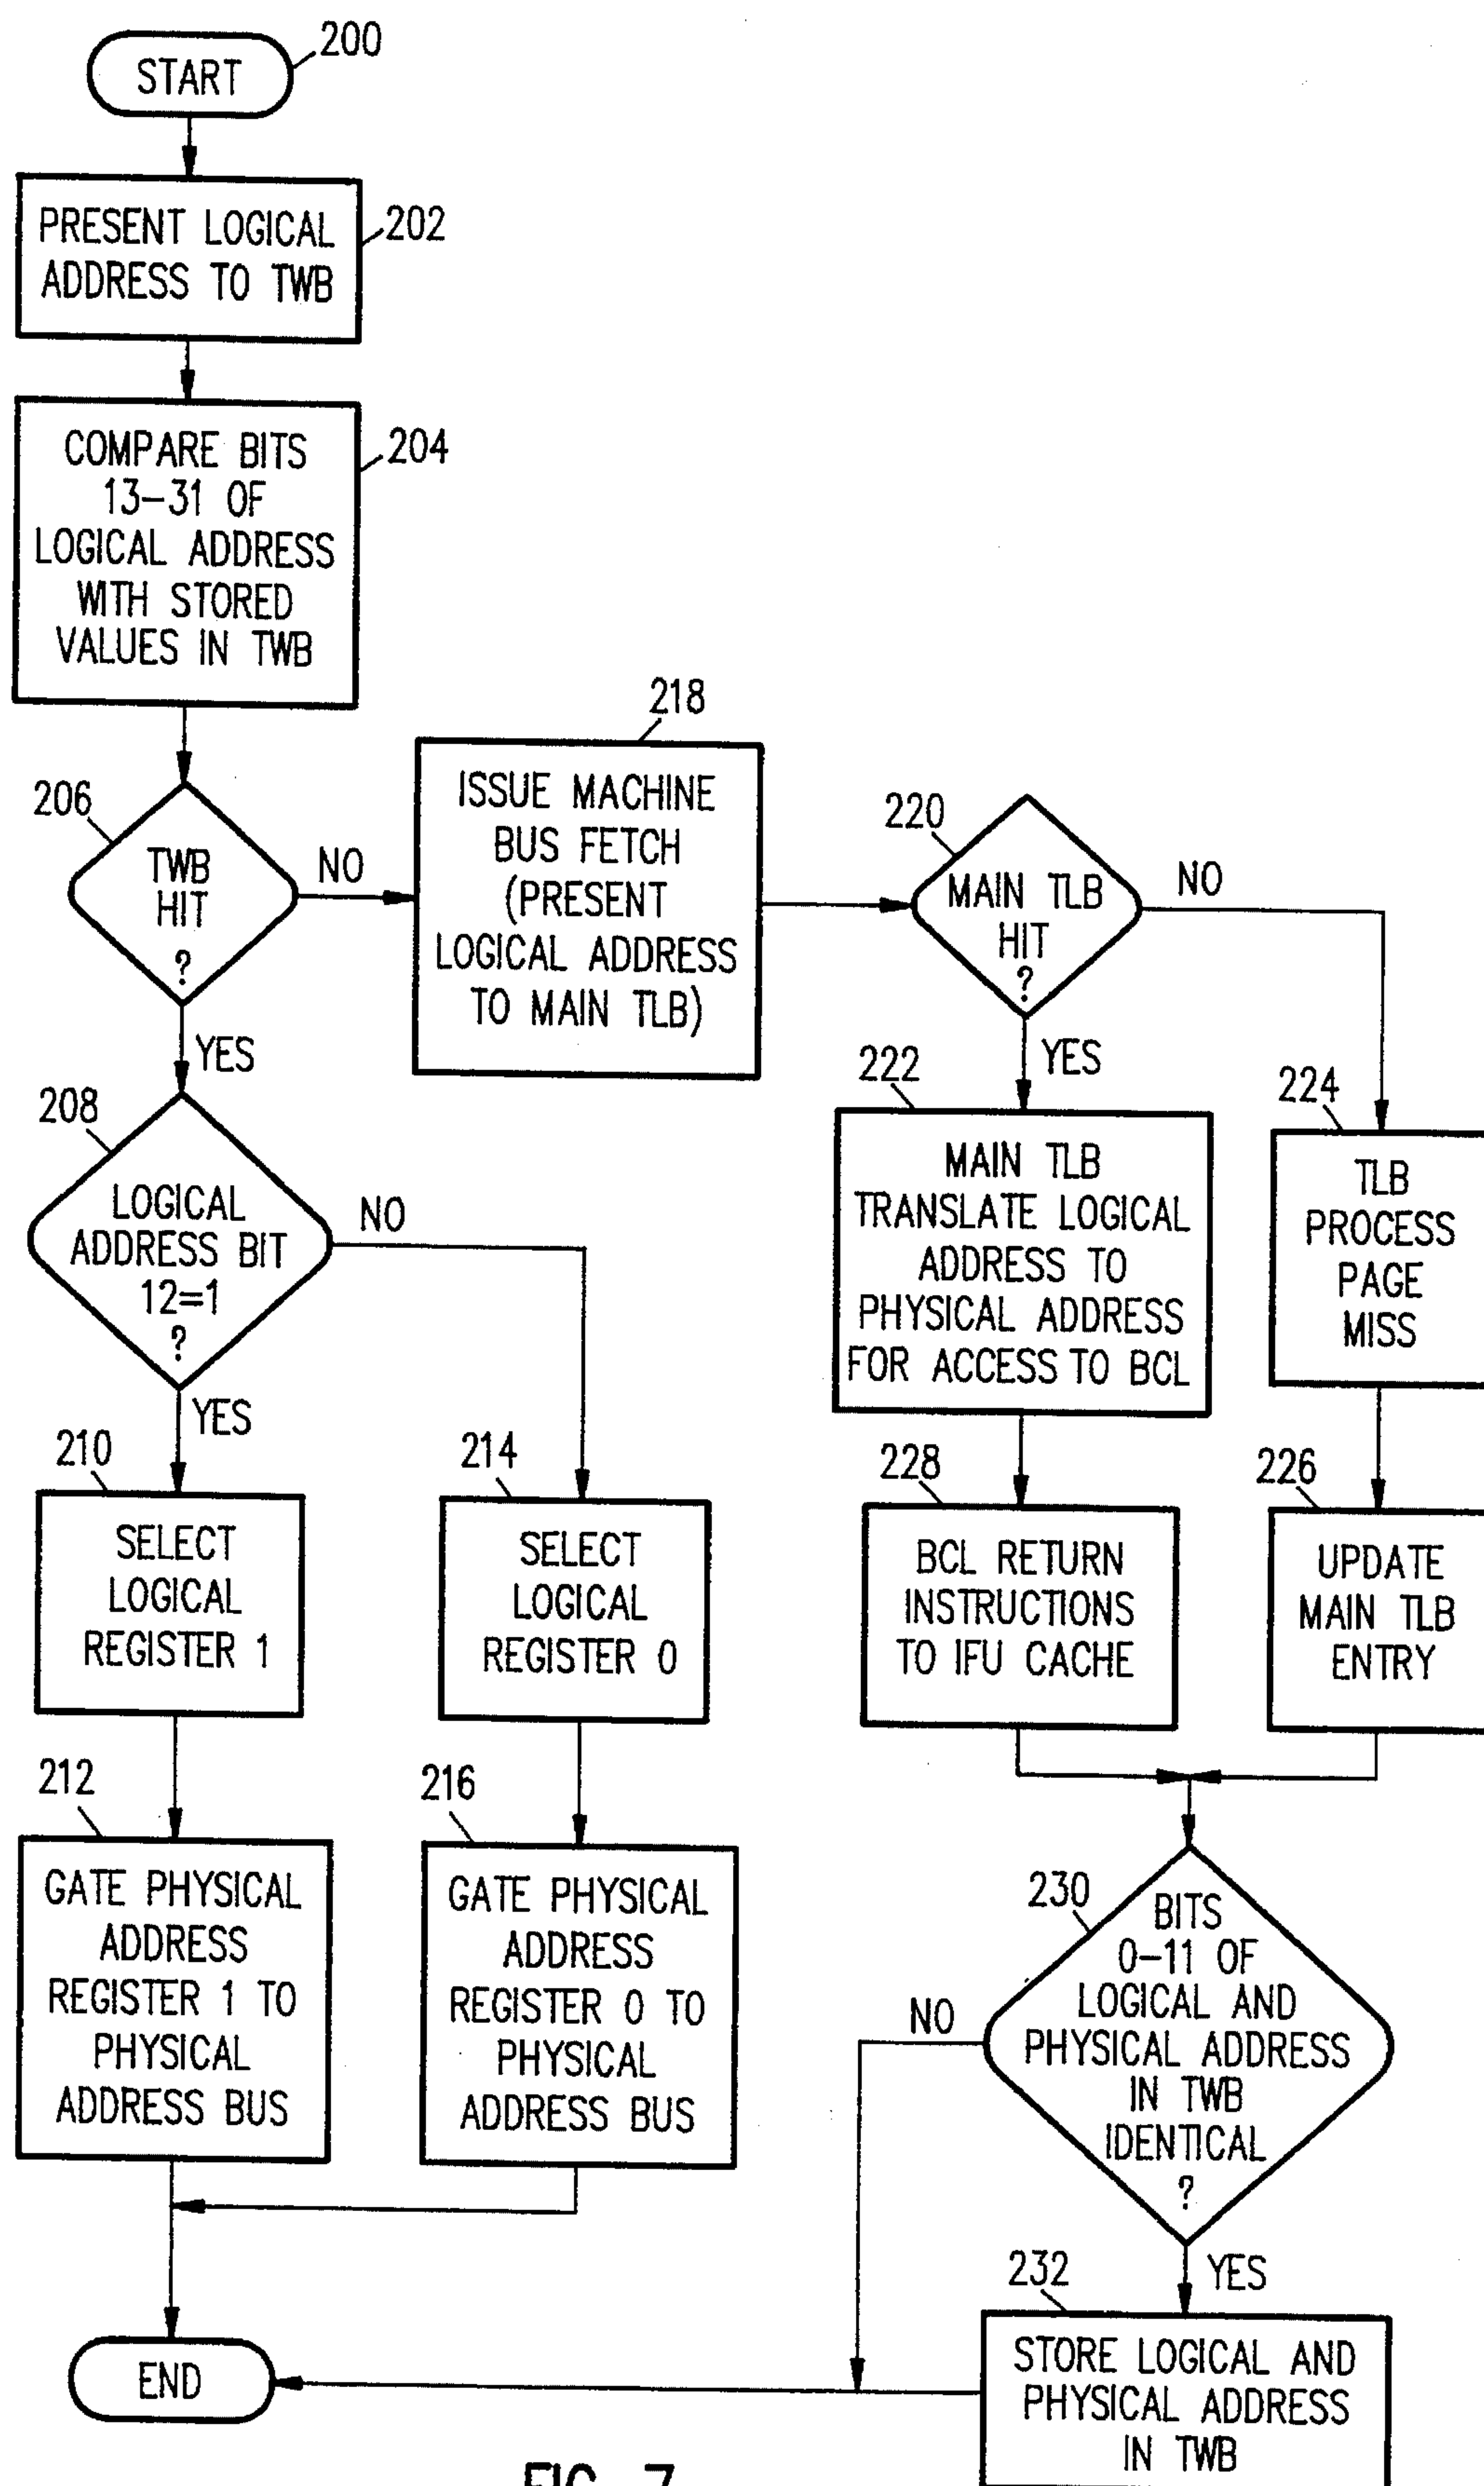 START
200
PRESENT LOGICAL
ADDRESS TO TWB
202
COMPARE BITS
13-31 OF
LOGICAL ADDRESS
WITH STORED
VALUES IN TWB
204
206
TWB
HIT
?
NO
YES
218
ISSUE MACHINE
BUS FETCH
(PRESENT
LOGICAL ADDRESS
TO MAIN TLB)
220
MAIN TLB
HIT
?
NO
YES
208
LOGICAL
ADDRESS BIT
12=1
?
NO
YES
222
MAIN TLB
TRANSLATE LOGICAL
ADDRESS TO
PHYSICAL ADDRESS
FOR ACCESS TO BCL
224
TLB
PROCESS
PAGE
MISS
210
SELECT
LOGICAL
REGISTER 1
214
SELECT
LOGICAL
REGISTER 0
228
BCL RETURN
INSTRUCTIONS
TO IFU CACHE
226
UPDATE
MAIN TLB
ENTRY
212
GATE PHYSICAL
ADDRESS
REGISTER 1 TO
PHYSICAL
ADDRESS BUS
216
GATE PHYSICAL
ADDRESS
REGISTER 0 TO
PHYSICAL
ADDRESS BUS
230
BITS
0-11 OF
LOGICAL AND
PHYSICAL ADDRESS
IN TWB
IDENTICAL
?
NO
YES
232
STORE LOGICAL AND
PHYSICAL ADDRESS
IN TWB
END
FIG. 7